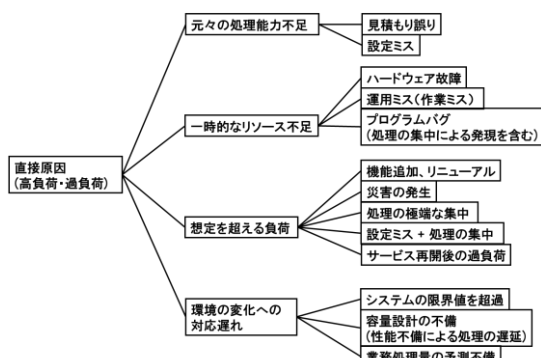 直接原因
(高負荷・過負荷)
元々の処理能力不足
見積もり誤り
設定ミス
一時的なリソース不足
ハードウェア故障
運用ミス(作業ミス)
プログラムバグ
(処理の集中による発現を含む)
想定を超える負荷
機能追加、リニューアル
災害の発生
処理の極端な集中
設定ミス + 処理の集中
サービス再開後の過負荷
環境の変化への
対応遅れ
システムの限界値を超過
容量設計の不備
(性能不備による処理の遅延)
業務処理量の予測不備